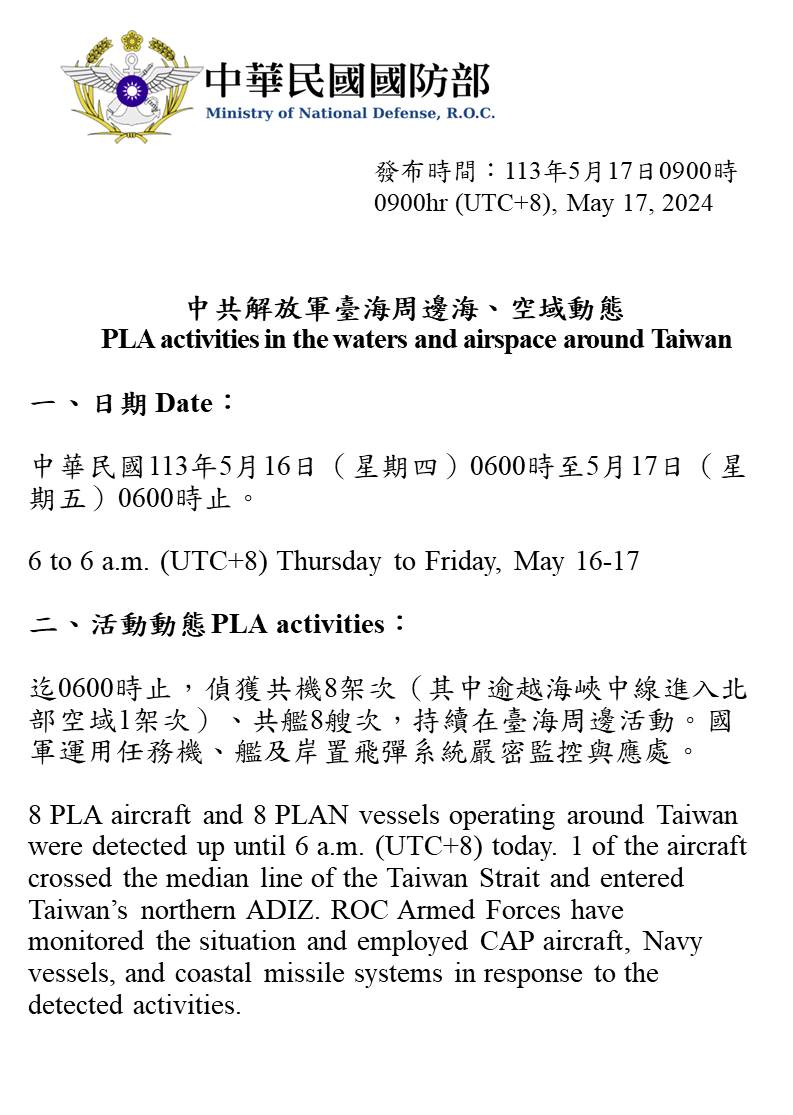 中華民國國防部
Ministry of National Defense, R.O.C.
發布時間：113年5月17日0900時
0900hr (UTC+8), May 17, 2024
中共解放軍臺海周邊海、空域動態
PLA activities in the waters and airspace around Taiwan
一、日期 Date：
中華民國113年5月16日（星期四）0600時至5月17日（星
期五）0600時止。
6 to 6 a.m. (UTC+8) Thursday to Friday, May 16-17
二、活動動態 PLA activities：
迄0600時止，偵獲共機8架次（其中逾越海峽中線進入北
部空域1架次）、共艦8艘次，持續在臺海周邊活動。國
軍運用任務機、艦及岸置飛彈系統嚴密監控與應處。
8 PLA aircraft and 8 PLAN vessels operating around Taiwan
were detected up until 6 a.m. (UTC+8) today. 1 of the aircraft
crossed the median line of the Taiwan Strait and entered
Taiwan’s northern ADIZ. ROC Armed Forces have
monitored the situation and employed CAP aircraft, Navy
vessels, and coastal missile systems in response to the
detected activities.